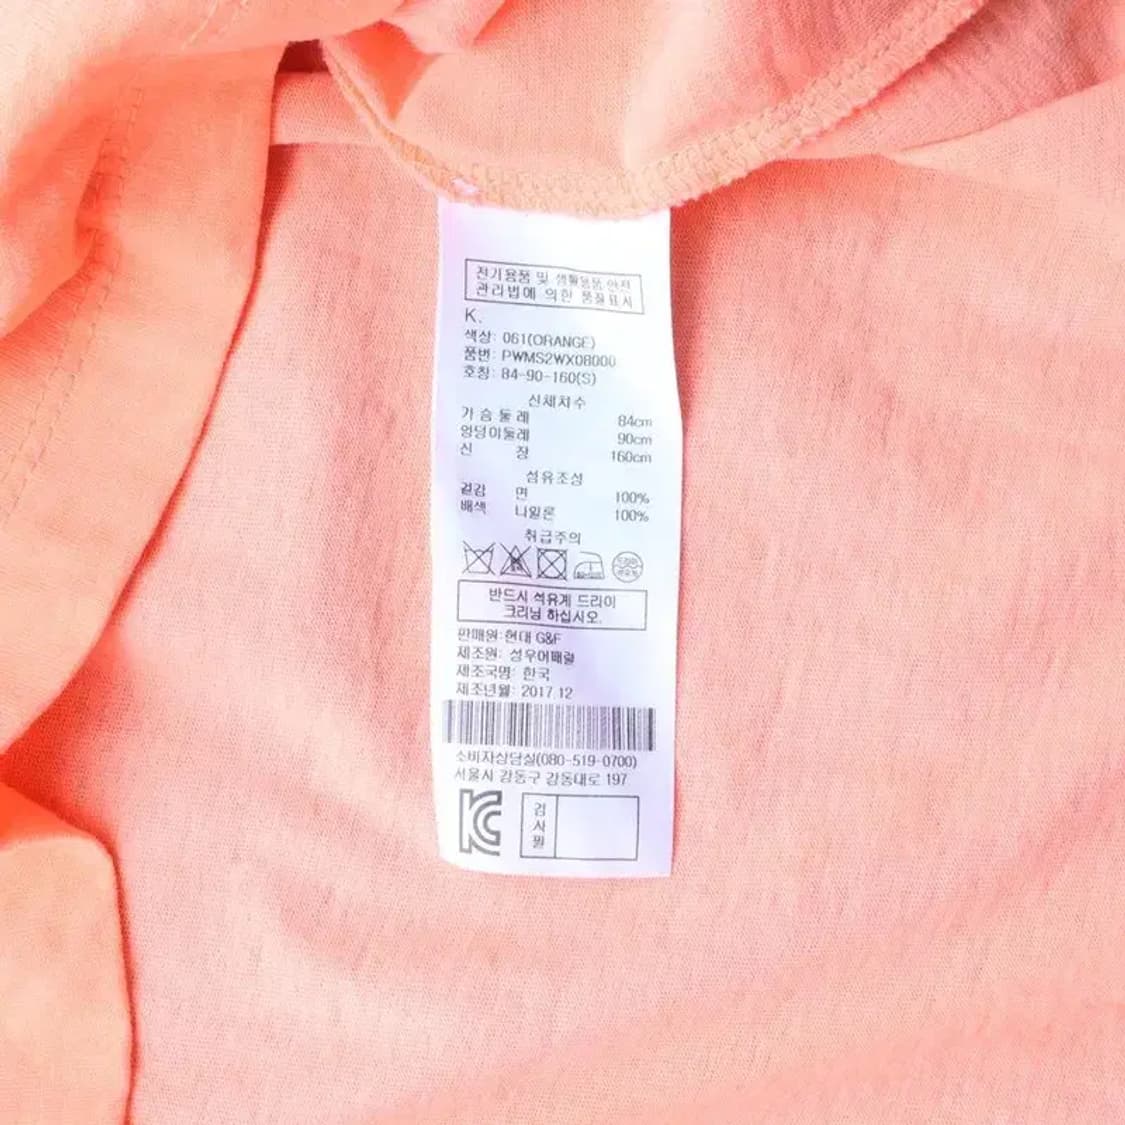 전기용품 및 생활용품 안전
관리법에 의한 품질표시
K.
색상: 061(ORANGE)
품번: PWMS2WX08000
호칭: 84-90-160(S)
신체치수
가슴둘레 84cm
엉덩이둘레 90cm
신 장 160cm
섬유조성
겉감 면 100%
배색 나일론 100%
취급주의
반드시 석유계 드라이
크리닝 하십시오.
판매원: 현대 G&F
제조원: 성우어패럴
제조국명: 한국
제조년월: 2017.12
소비자상담실(080-519-0700)
서울시 강동구 강동대로 197
KC
검사필